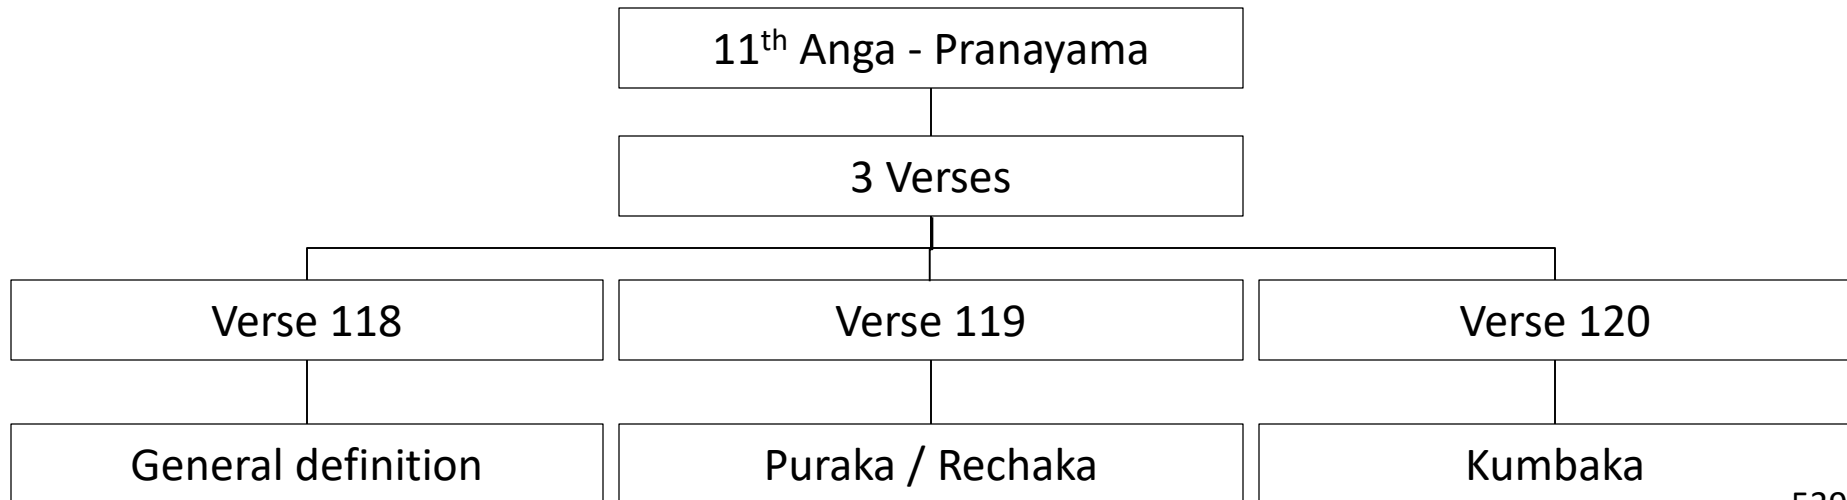 11th Anga - Pranayama
3 Verses
Verse 118
Verse 119
Verse 120
General definition
Puraka / Rechaka
Kumbaka